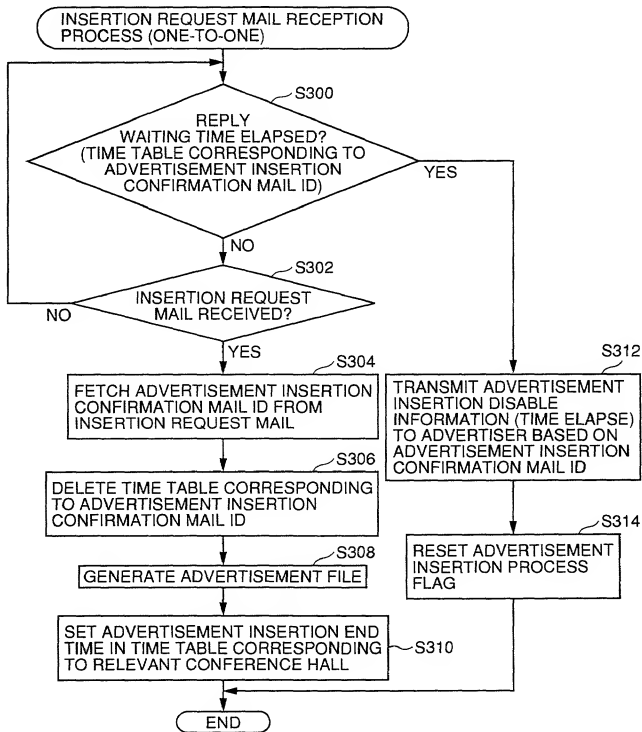 INSERTION REQUEST MAIL RECEPTION
PROCESS (ONE-TO-ONE)
S300
REPLY
WAITING TIME ELAPSED?
(TIME TABLE CORRESPONDING TO
ADVERTISEMENT INSERTION
CONFIRMATION MAIL ID)
YES
NO
S302
INSERTION REQUEST
MAIL RECEIVED?
NO
YES
S304
FETCH ADVERTISEMENT INSERTION
CONFIRMATION MAIL ID FROM
INSERTION REQUEST MAIL
S306
DELETE TIME TABLE CORRESPONDING
TO ADVERTISEMENT INSERTION
CONFIRMATION MAIL ID
S308
GENERATE ADVERTISEMENT FILE
SET ADVERTISEMENT INSERTION END
TIME IN TIME TABLE CORRESPONDING
TO RELEVANT CONFERENCE HALL
S310
S312
TRANSMIT ADVERTISEMENT
INSERTION DISABLE
INFORMATION (TIME ELAPSE)
TO ADVERTISER BASED ON
ADVERTISEMENT INSERTION
CONFIRMATION MAIL ID
S314
RESET ADVERTISEMENT
INSERTION PROCESS
FLAG
END